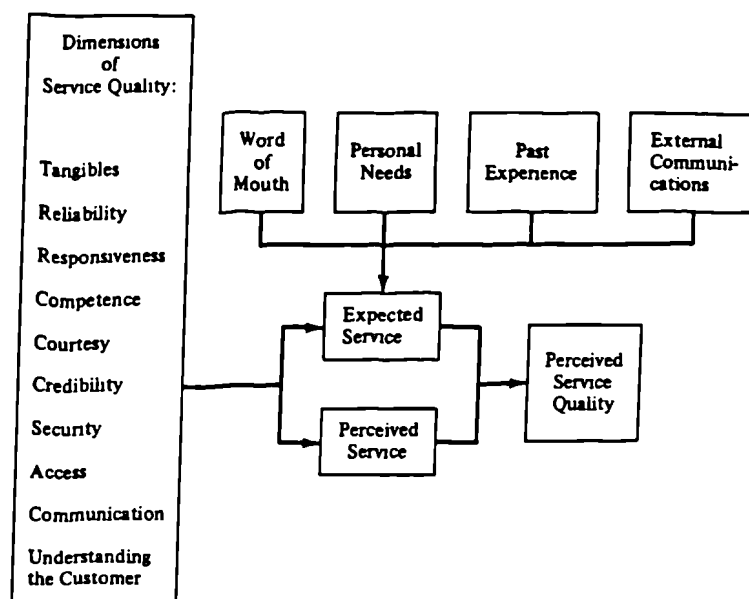 Dimensions
of
Service Quality:
Tangibles
Reliability
Responsiveness
Competence
Courtesy
Credibility
Security
Access
Communication
Understanding
the Customer
Word
of
Mouth
Personal
Needs
Past
Experience
External
Communi-
cations
Expected
Service
Perceived
Service
Perceived
Service
Quality